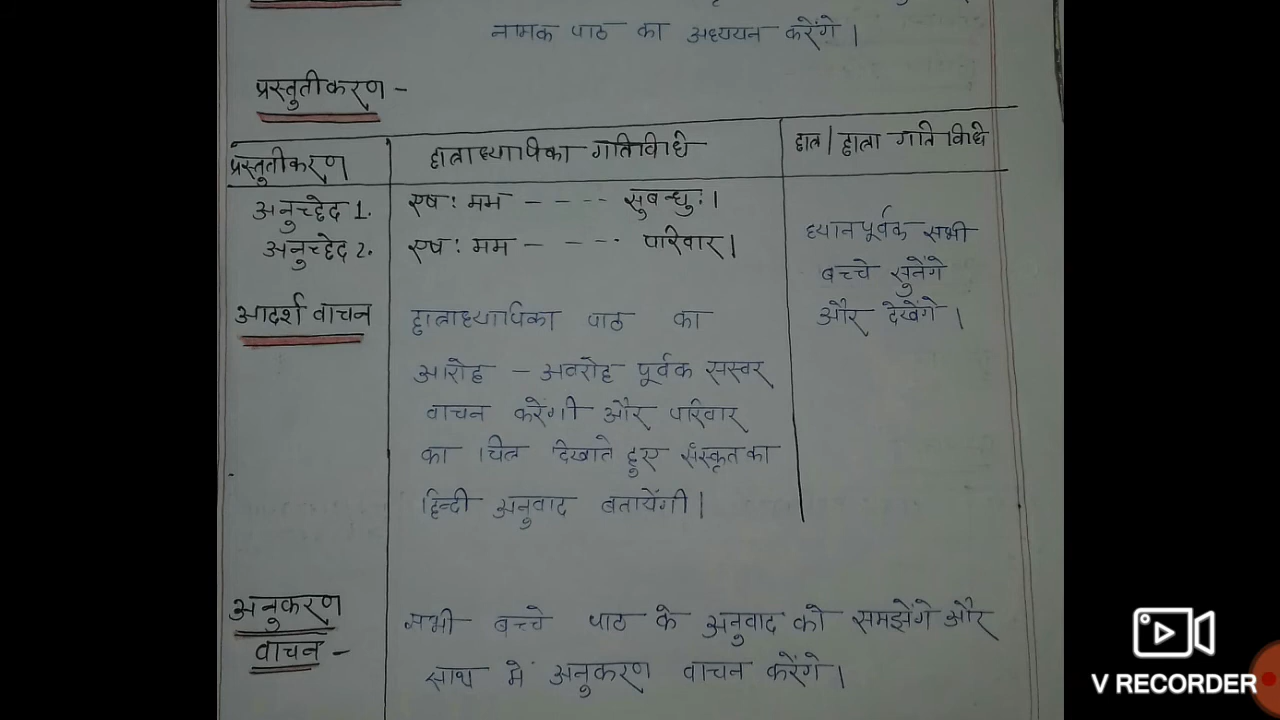 नामक पाठ का अध्ययन करेंगे।
प्रस्तुतीकरण -
प्रस्तुतीकरण छात्राध्यापिका गतिविधि छात्र/छात्रा गतिविधि
अनुच्छेद 1. एषः मम - - - - सुबन्धुः।
अनुच्छेद 2. एषः मम - - - - परिवार।
ध्यानपूर्वक सभी
बच्चे सुनेंगे
और देखेंगे।
आदर्श वाचन छात्राध्यापिका पाठ का
आरोह - अवरोह पूर्वक सस्वर
वाचन करेंगी और परिवार
का चित्र दिखाते हुए संस्कृत का
हिन्दी अनुवाद बतायेंगी।
अनुकरण
वाचन -
सभी बच्चे पाठ के अनुवाद को समझेंगे और
साथ में अनुकरण वाचन करेंगे।
V RECORDER